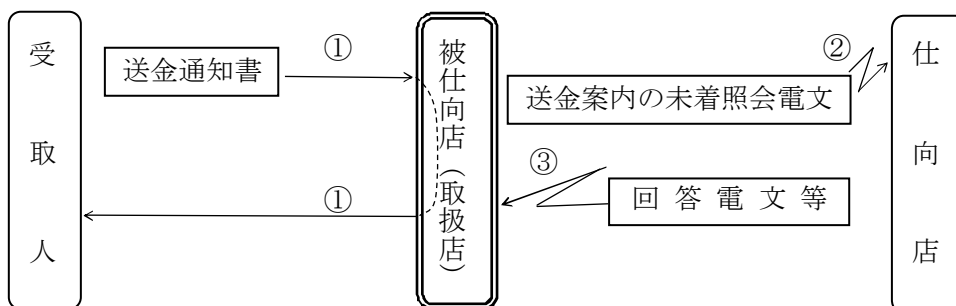 受取人
①
送金通知書
①
被仕向店（取扱店）
②
送金案内の未着照会電文
③
回答電文等
仕向店